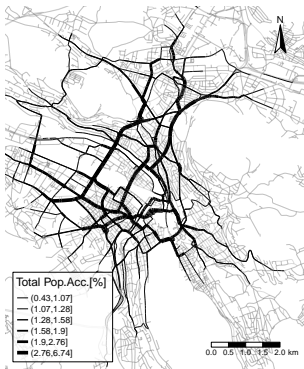 N
Total Pop.Acc.[%]
(0.43,1.07]
(1.07,1.28]
(1.28,1.58]
(1.58,1.9]
(1.9,2.76]
(2.76,6.74]
0.0 0.5 1.0 1.5 2.0 km